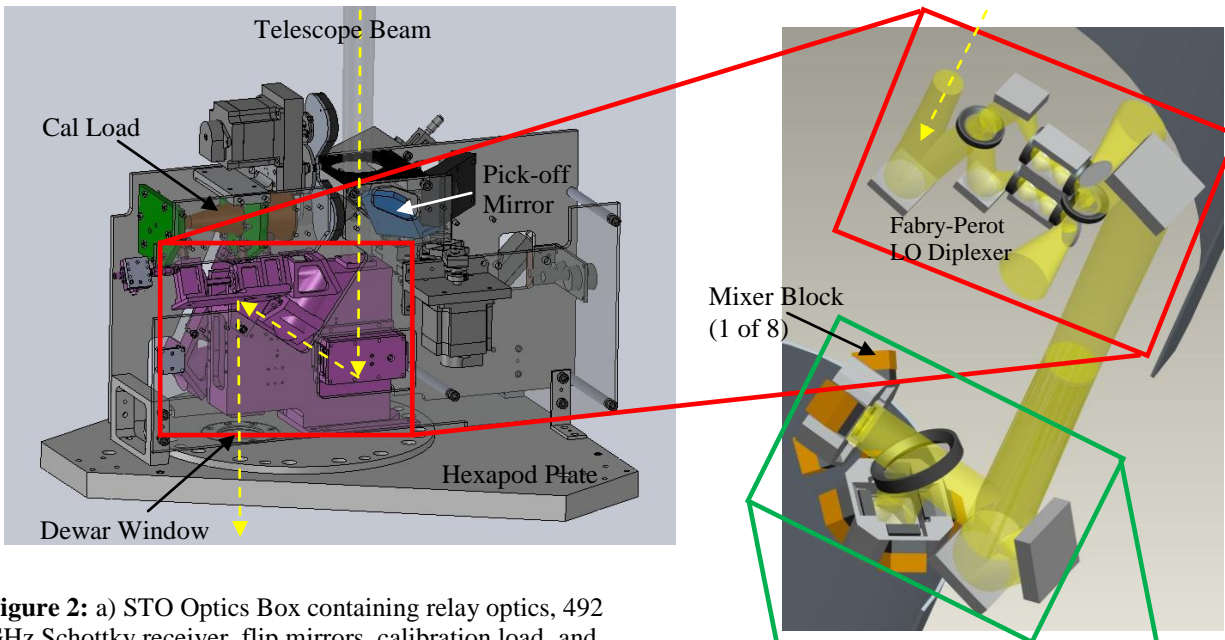 Telescope Beam
Cal Load
Pick-off
Mirror
Hexapod Plate
Dewar Window
Fabry-Perot
LO Diplexer
Mixer Block
(1 of 8)
igure 2: a) STO Optics Box containing relay optics, 492
GHz Schottky receiver, flip mirrors, calibration load, and